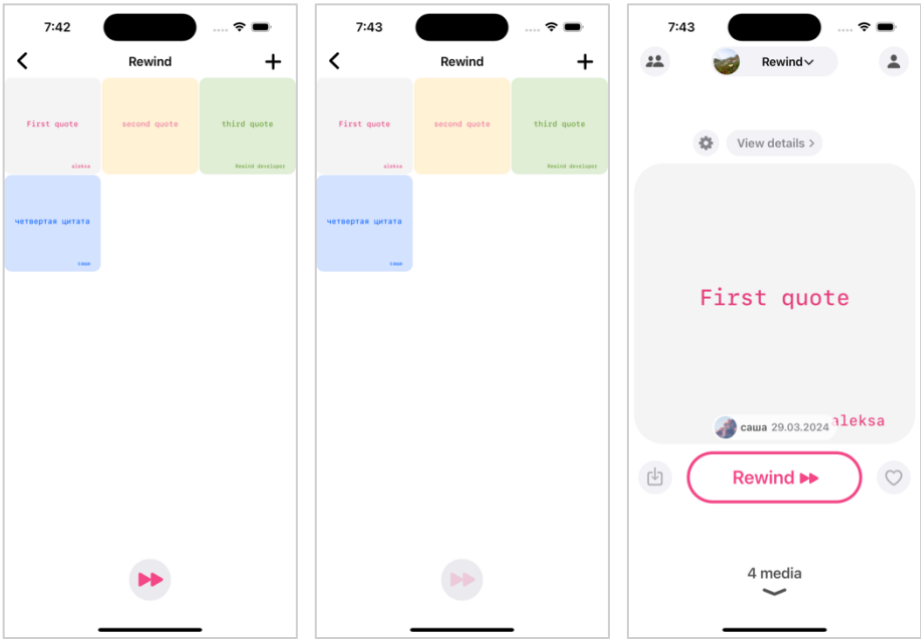 7:42
Rewind
First quote
aleksa
second quote
third quote
Rewind developer
четвертая цитата
саша
7:43
Rewind
First quote
aleksa
second quote
third quote
Rewind developer
четвертая цитата
саша
7:43
Rewind
View details
First quote
aleksa
саша 29.03.2024
Rewind
4 media